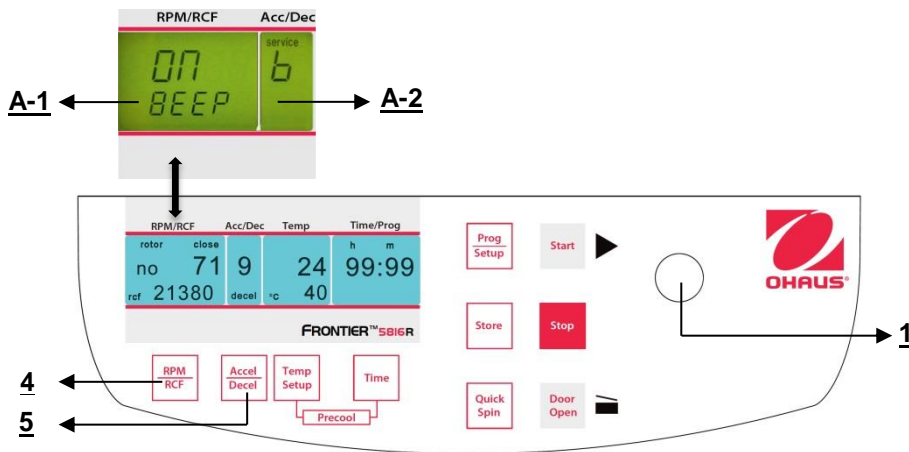 RPM/RCF Acc/Dec
ON service b
BEEP
A-1 A-2
RPM/RCF Acc/Dec Temp Time/Prog
rotor close h m
no 71 9 24 99:99
rcf 21380 decel °C 40
FRONTIER™5816R
RPM
RCF
Accel
Decel
Temp
Setup
Time
Precool
Prog
Setup
Start
Store
Stop
Quick
Spin
Door
Open
OHAUS®
1
4
5